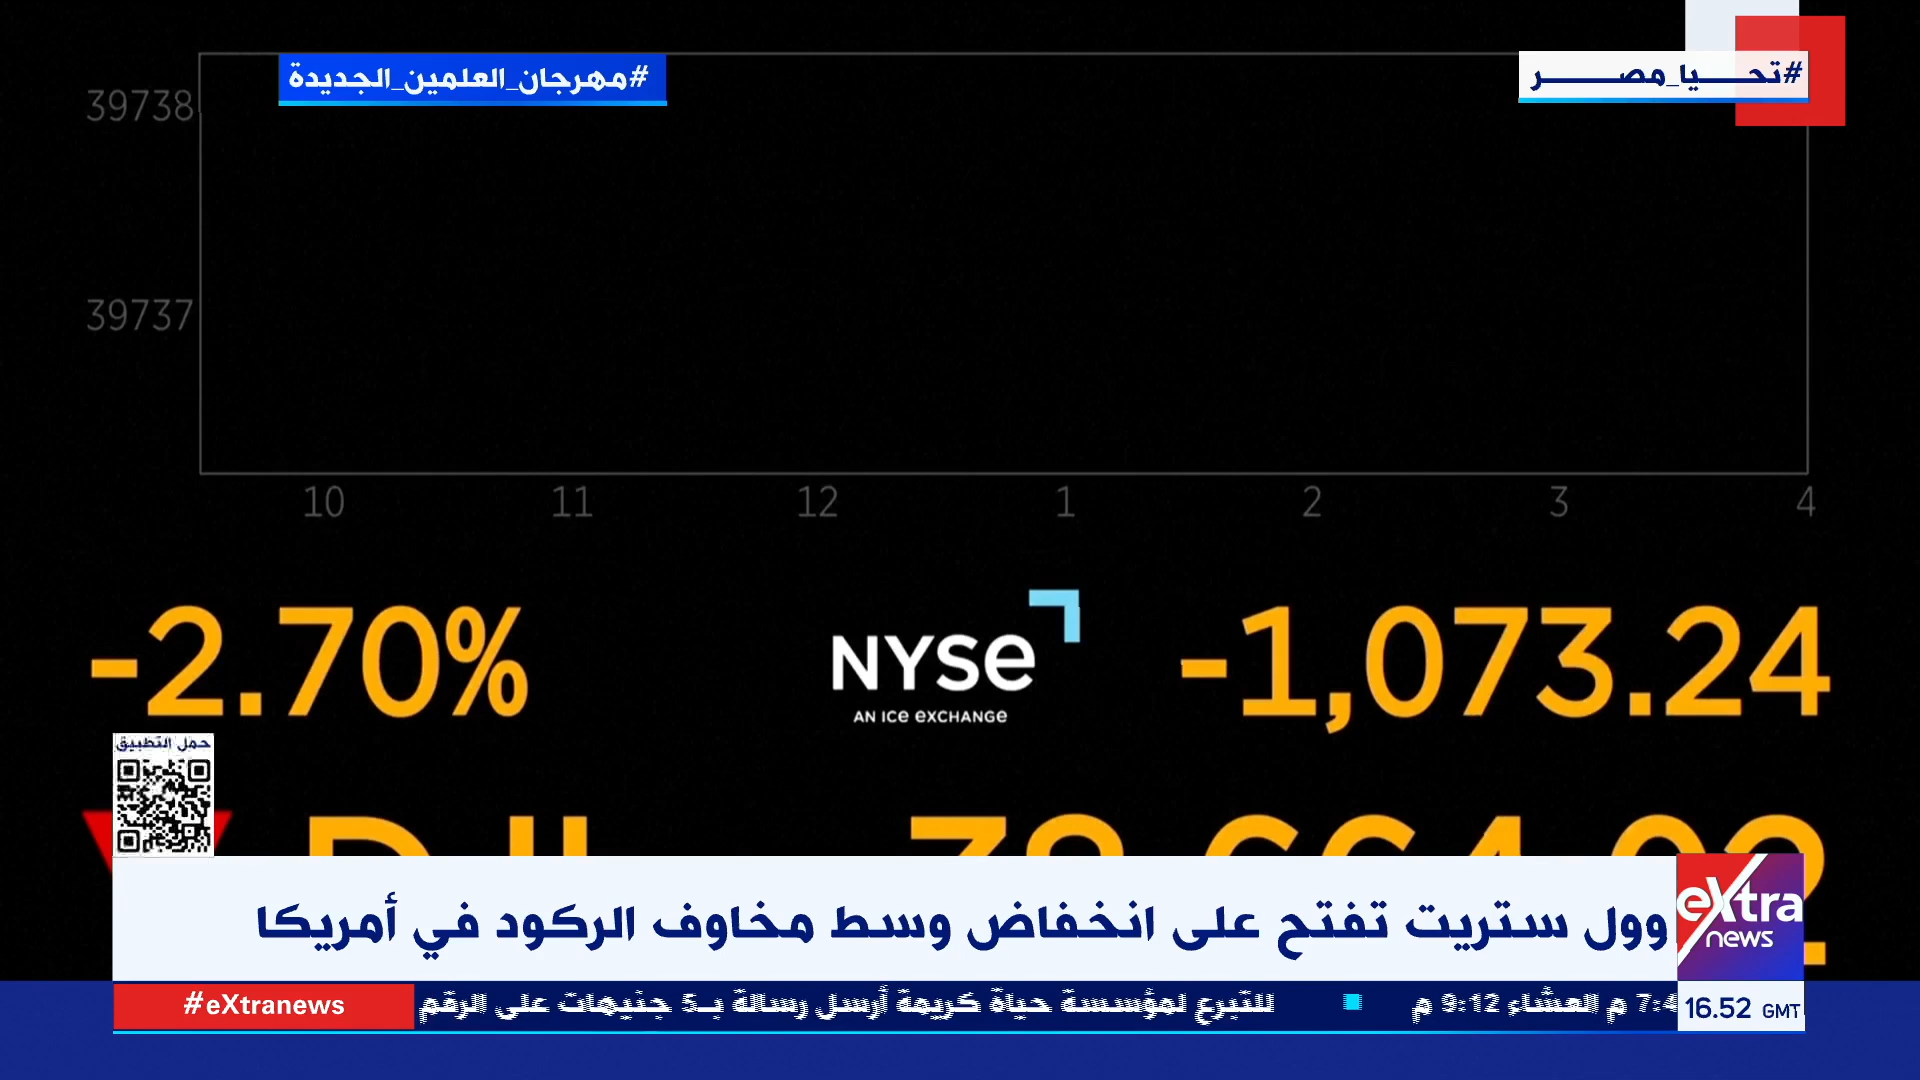 #مهرجان_العلمين_الجديدة
#تحـــيا_مصــــــر
39738
39737
10 11 12 1 2 3 4
-2.70%
NYSE
AN ICE EXCHANGE
-1,073.24
حمل التطبيق
وول ستريت تفتح على انخفاض وسط مخاوف الركود في أمريكا
eXtra
news
#eXtranews
م العشاء 9:12 م
للتبرع لمؤسسة حياة كريمة أرسل رسالة بـ5 جنيهات على الرقم
16.52 GMT